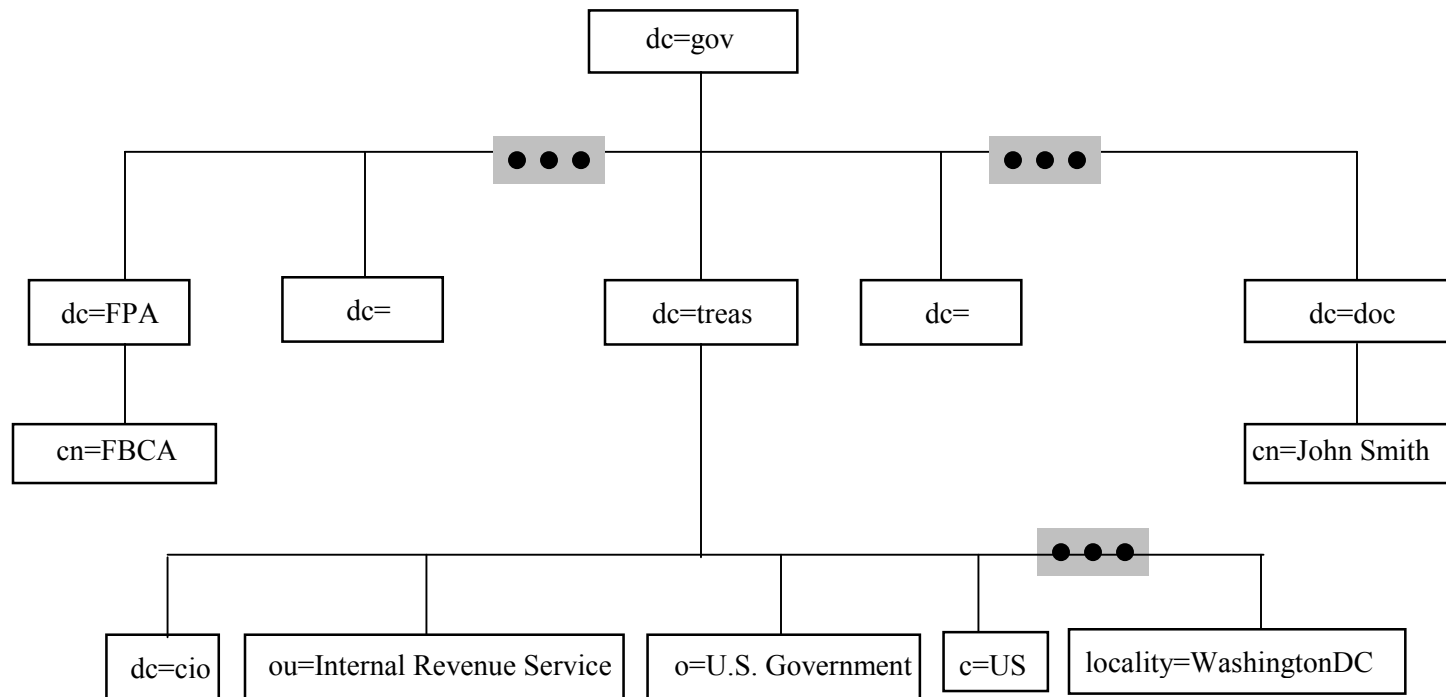 dc=gov
dc=FPA
dc=
dc=treas
dc=
dc=doc
cn=FBCA
cn=John Smith
dc=cio
ou=Internal Revenue Service
o=U.S. Government
c=US
locality=WashingtonDC